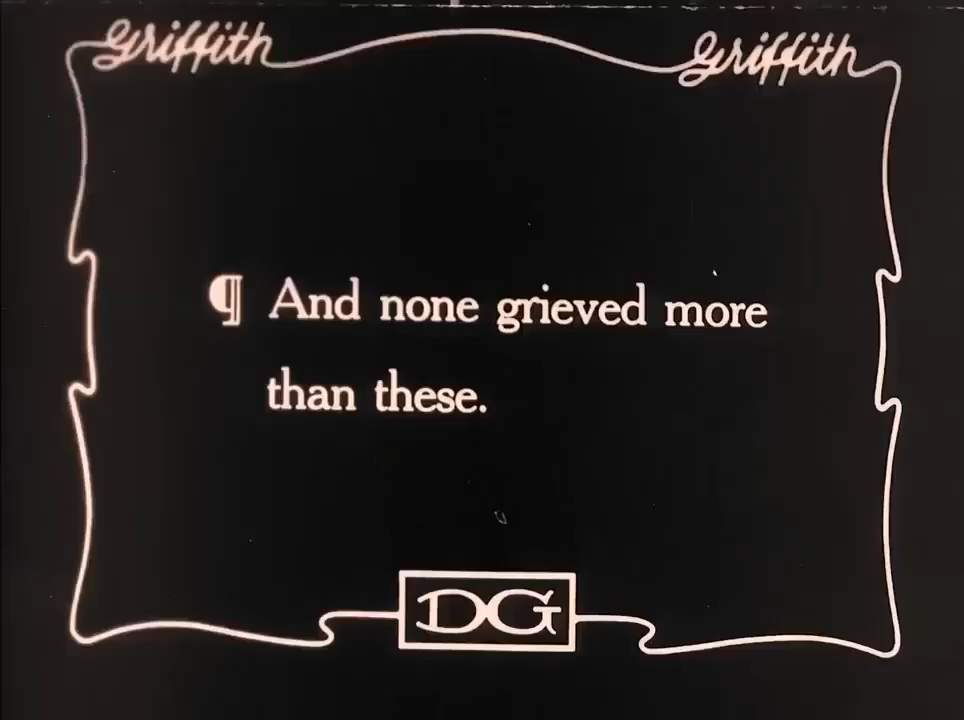 Griffith Griffith
¶ And none grieved more
than these.
DG